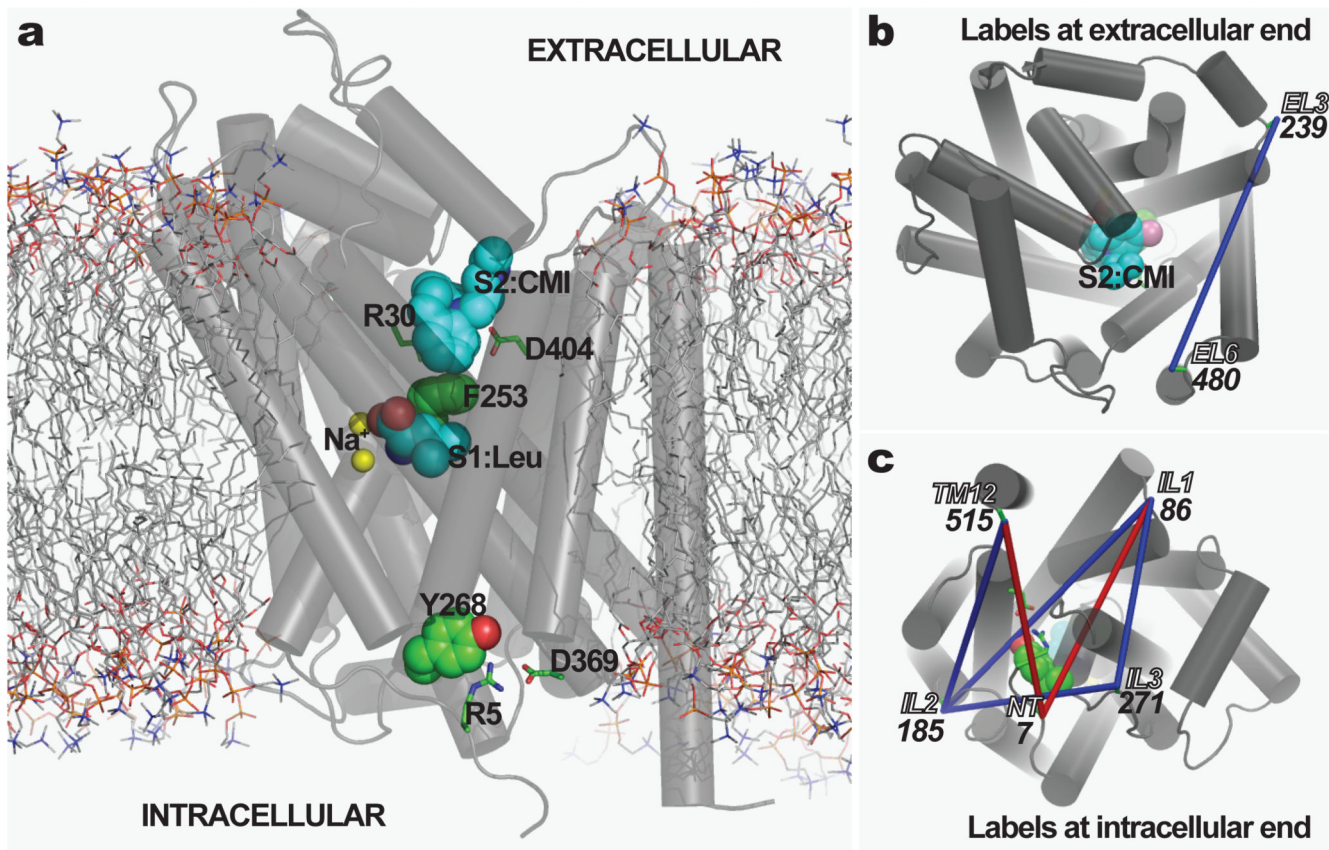 a
EXTRACELLULAR
S2:CMI
R30
D404
F253
Na+
S1:Leu
Y268
D369
R5
INTRACELLULAR
b
Labels at extracellular end
EL3
239
S2:CMI
EL6
480
c
TM12
515
IL1
86
IL2
185
NT
7
IL3
271
Labels at intracellular end